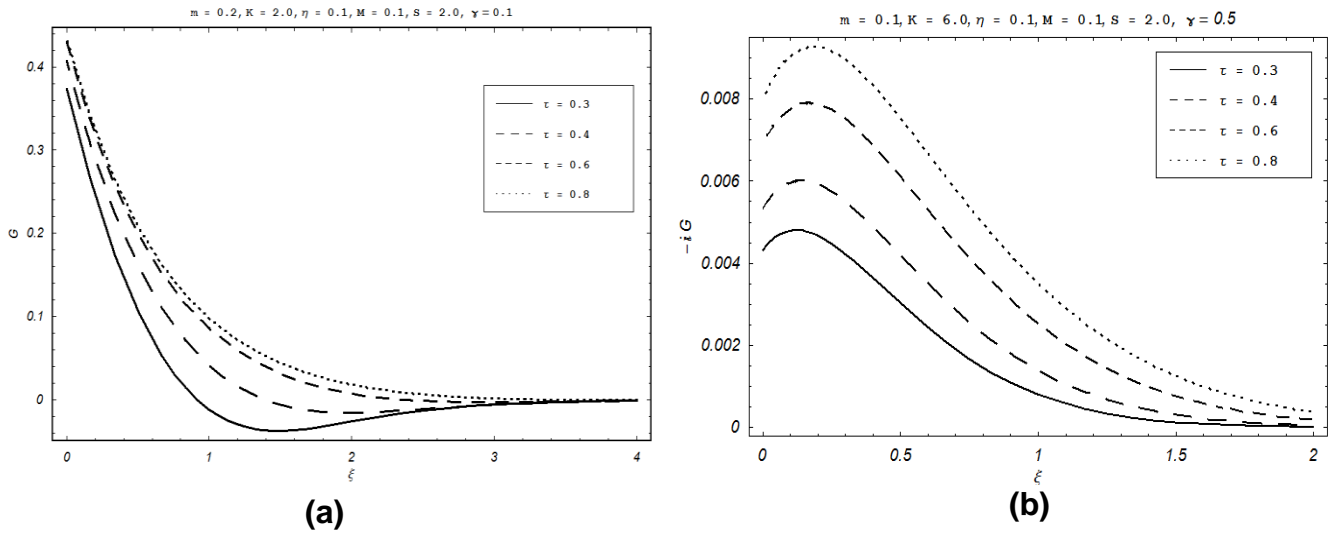 m = 0.2, K = 2.0, η = 0.1, M = 0.1, S = 2.0, γ = 0.1
G
0.4
0.3
0.2
0.1
0
τ = 0.3
τ = 0.4
τ = 0.6
τ = 0.8
0 1 2 3 4
ξ
(a)
m = 0.1, K = 6.0, η = 0.1, M = 0.1, S = 2.0, γ = 0.5
-i G
0.008
0.006
0.004
0.002
0
τ = 0.3
τ = 0.4
τ = 0.6
τ = 0.8
0 0.5 1 1.5 2
ξ
(b)